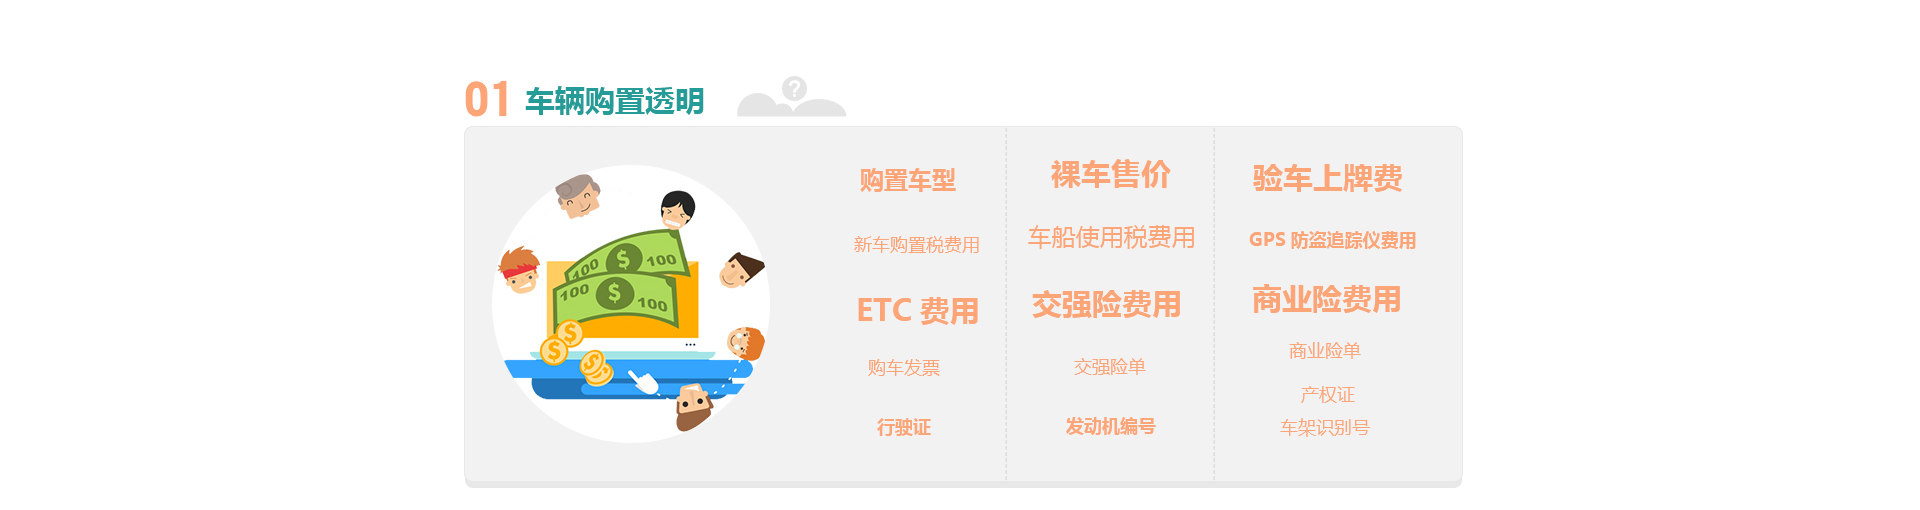 01 车辆购置透明
?
购置车型
新车购置税费用
ETC 费用
购车发票
行驶证
裸车售价
车船使用税费用
交强险费用
交强险单
发动机编号
验车上牌费
GPS 防盗追踪仪费用
商业险费用
商业险单
产权证
车架识别号
100
$
100
100
$
100
$
$
$